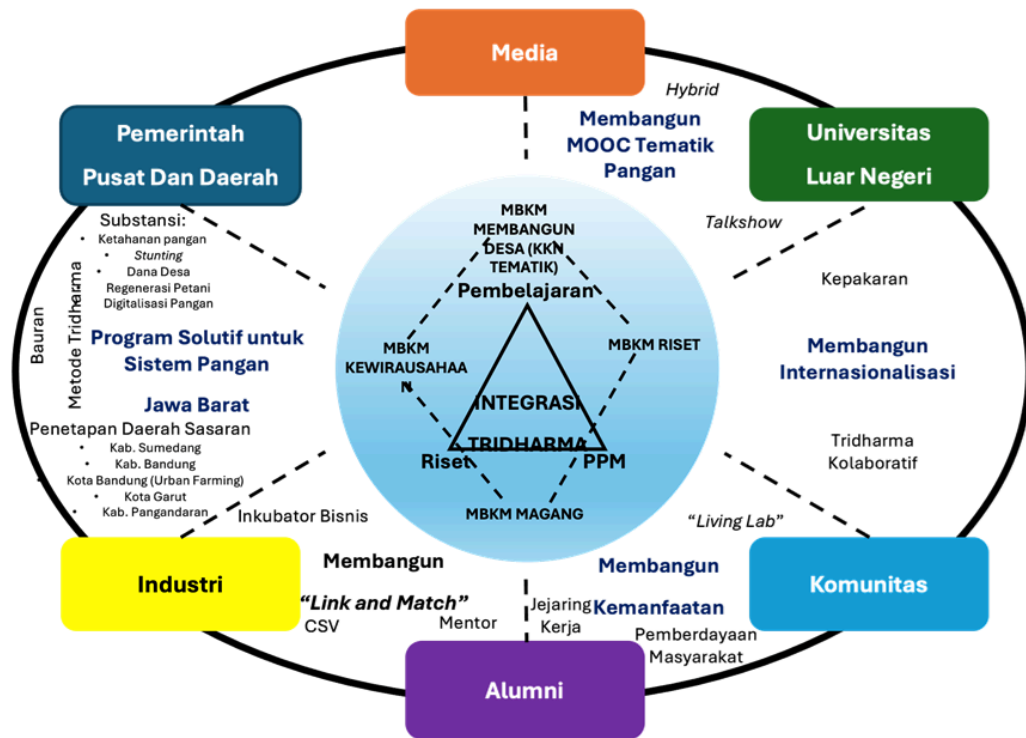 Media
Hybrid
Membangun
MOOC Tematik
Pangan
Pemerintah
Pusat Dan Daerah
Universitas
Luar Negeri
Talkshow
Kepakaran
Membangun
Internasionalisasi
Tridharma
Kolaboratif
Substansi:
• Ketahanan pangan
• Stunting
• Dana Desa
Regenerasi Petani
Digitalisasi Pangan
Bauran
Metode Tridharma
Program Solutif untuk
Sistem Pangan
Jawa Barat
Penetapan Daerah Sasaran
• Kab. Sumedang
• Kab. Bandung
• Kota Bandung (Urban Farming)
• Kota Garut
• Kab. Pangandaran
MBKM
MEMBANGUN
DESA (KKN
TEMATIK)
Pembelajaran
MBKM
KEWIRAUSAHAA
N
MBKM RISET
INTEGRASI
TRIDHARMA
Riset
PPM
MBKM MAGANG
Inkubator Bisnis
Membangun
“Link and Match”
CSV
Mentor
“Living Lab”
Membangun
Kemanfaatan
Jejaring
Kerja
Pemberdayaan
Masyarakat
Industri
Komunitas
Alumni